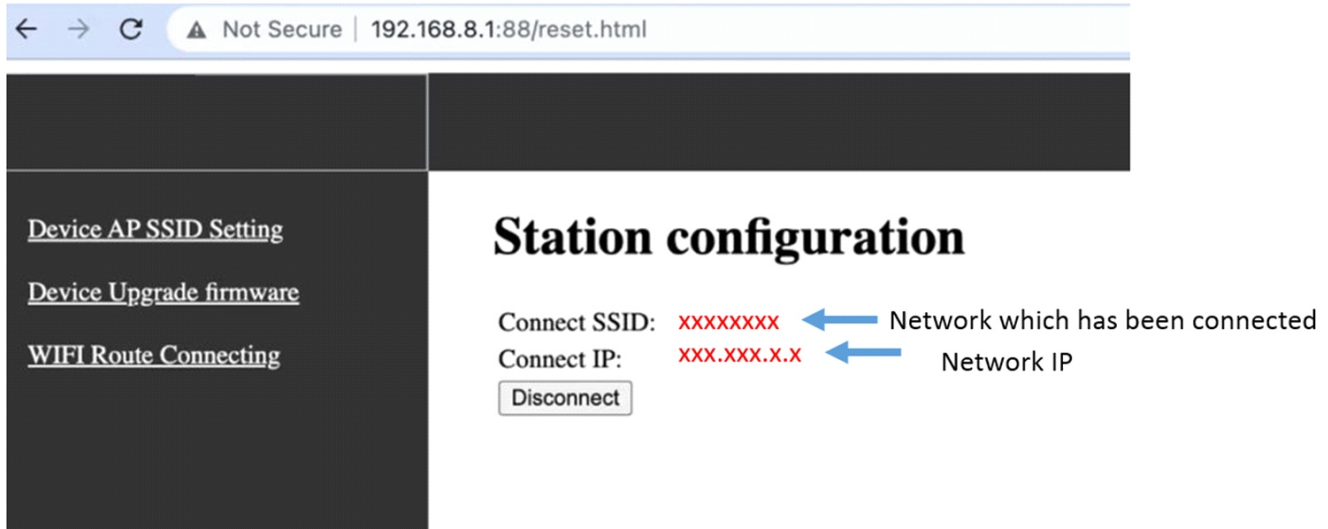 Not Secure | 192.168.8.1:88/reset.html
Device AP SSID Setting
Device Upgrade firmware
WIFI Route Connecting
Station configuration
Connect SSID: xxxxxxxx Network which has been connected
Connect IP: xxx.xxx.x.x Network IP
Disconnect